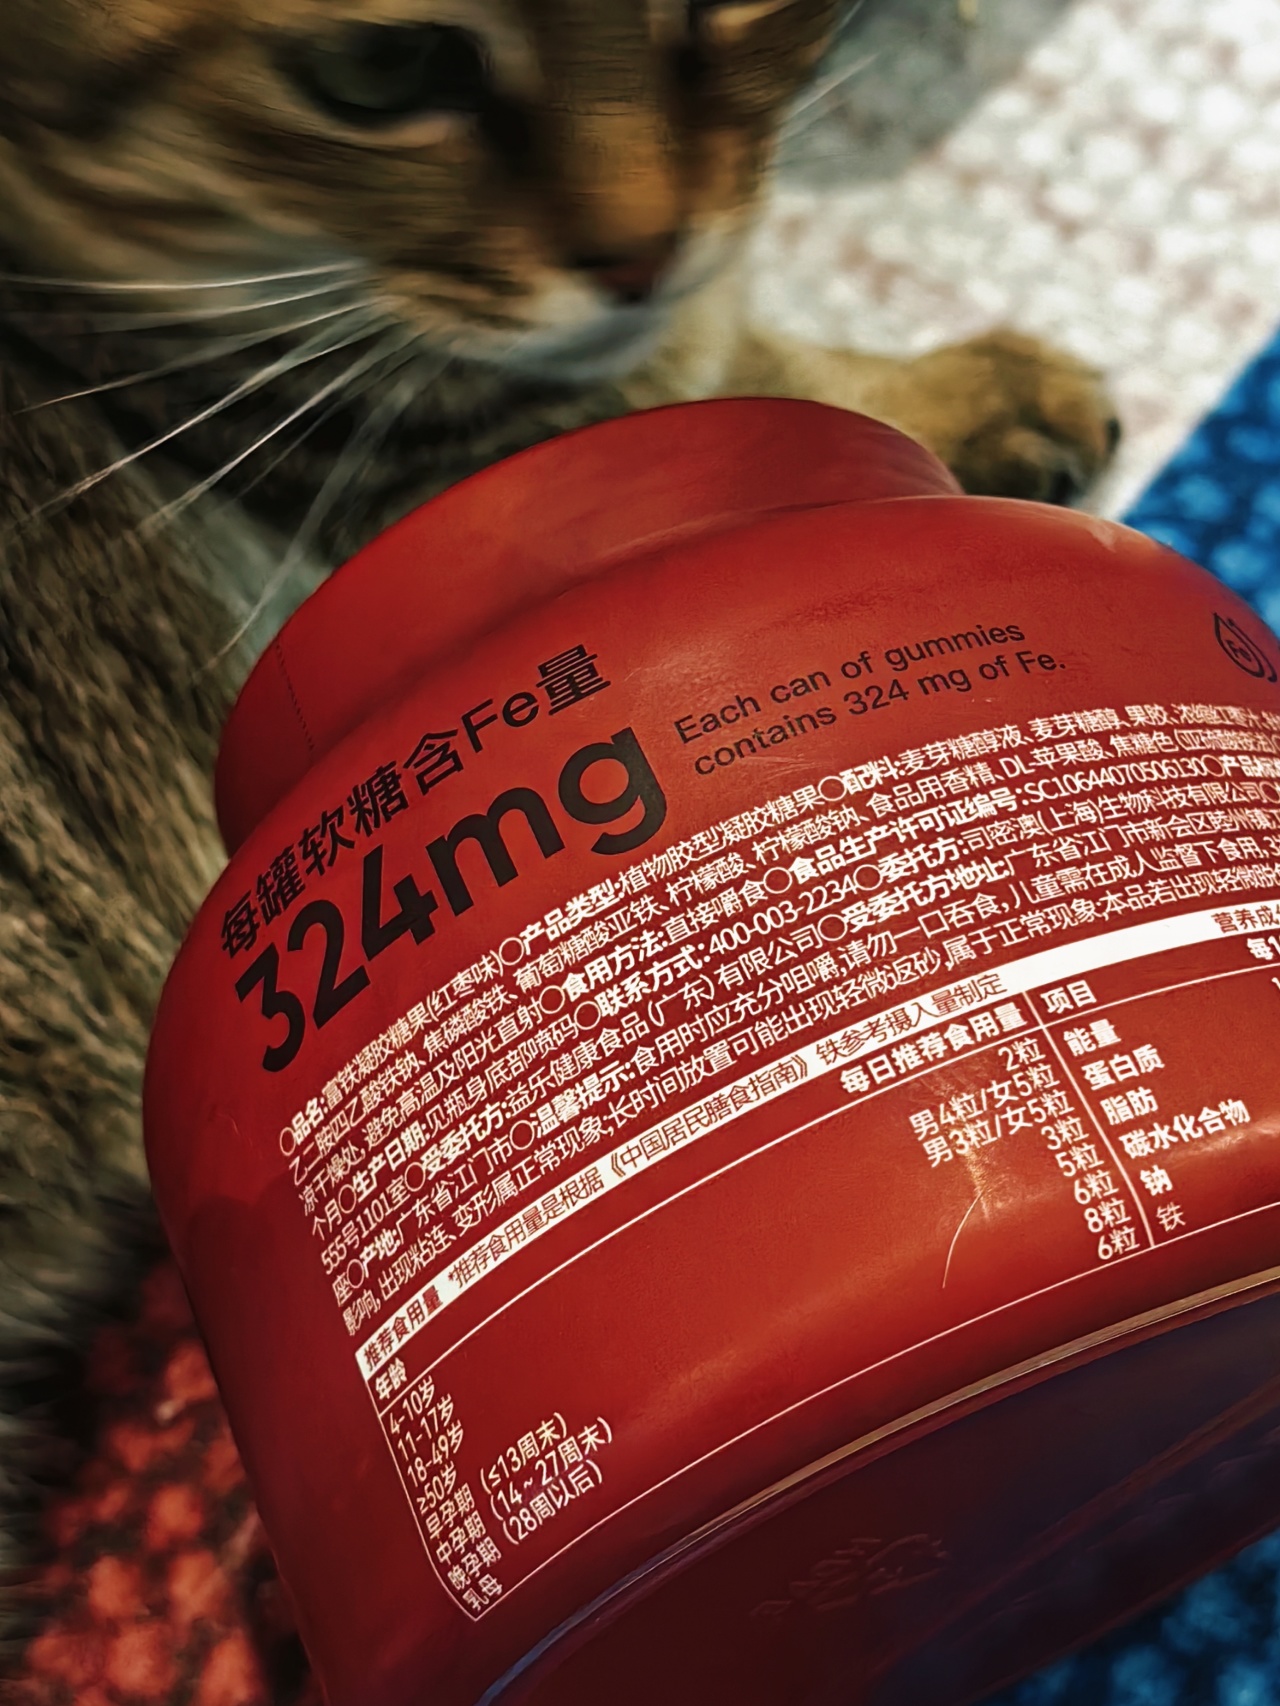 每罐软糖含Fe量
324mg
Each can of gummies
contains 324 mg of Fe.
Fe
○品名:富铁凝胶糖果(红枣味)○产品类型:植物胶型凝胶糖果○配料:麦芽糖醇液、麦芽糖醇、果胶、浓缩红枣汁、
乙二胺四乙酸铁钠、焦磷酸铁、葡萄糖酸亚铁、柠檬酸、柠檬酸钠、食品用香精、DL-苹果酸、焦糖色
冻干燥处、避免高温及阳光直射○食用方法:直接嚼食○食品生产许可证编号:SC10644070506130○产品标
个月○生产日期:见瓶身底部喷码○联系方式:400-003-2234○委托方:司密澳(上海)生物科技有限公司○
555号1101室○受委托方:益乐健康食品(广东)有限公司○受委托方地址:广东省江门市新会区
座○产地:广东省江门市○温馨提示:食用时应充分咀嚼,请勿一口吞食,儿童需在成人监督下食用,
影响,出现粘连、变形属正常现象;长时间放置可能出现轻微返砂,属于正常现象,本品若出现轻微
推荐食用量 *推荐食用量是根据《中国居民膳食指南》铁参考摄入量制定
营养成
年龄 每日推荐食用量
4-10岁 2粒
11-17岁 男4粒/女5粒
18-49岁 男3粒/女5粒
≥50岁 3粒
早孕期 (≤13周末) 5粒
中孕期 (14~27周末) 6粒
晚孕期 (28周以后) 8粒
乳母 6粒
项目 每1
能量
蛋白质
脂肪
碳水化合物
钠
铁